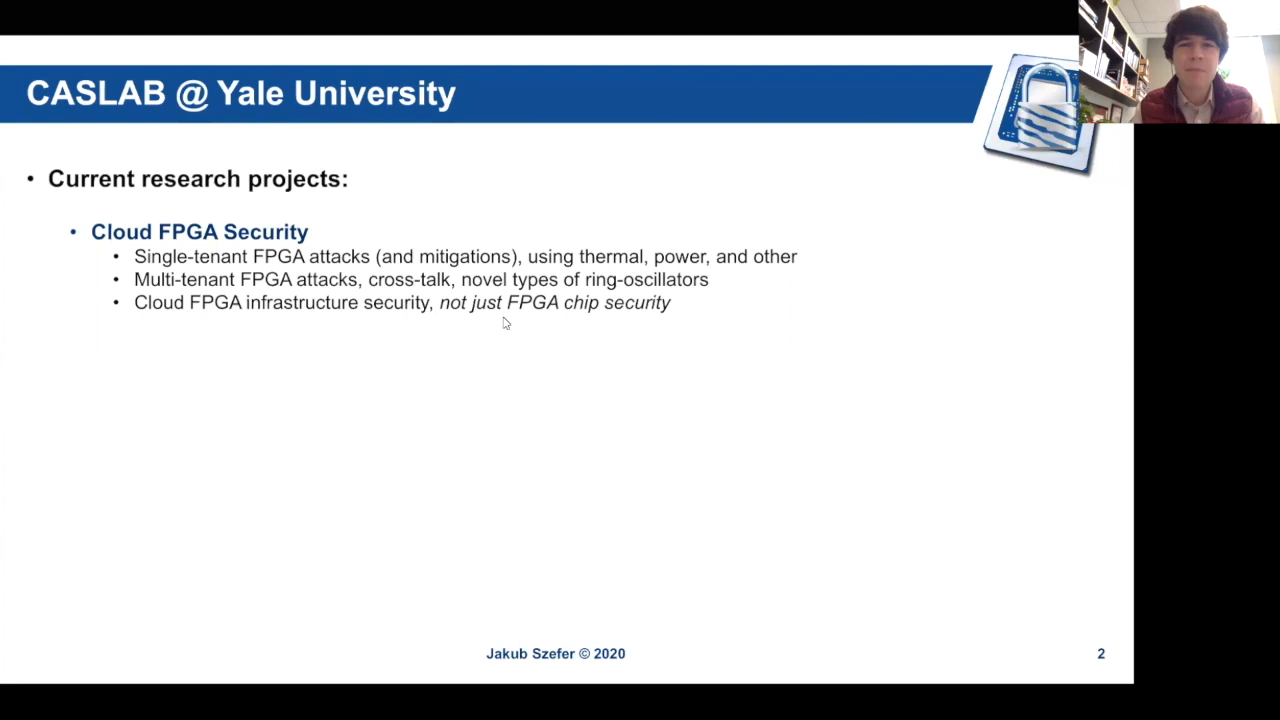 CASLAB @ Yale University
• Current research projects:
• Cloud FPGA Security
• Single-tenant FPGA attacks (and mitigations), using thermal, power, and other
• Multi-tenant FPGA attacks, cross-talk, novel types of ring-oscillators
• Cloud FPGA infrastructure security, not just FPGA chip security
Jakub Szefer © 2020
2